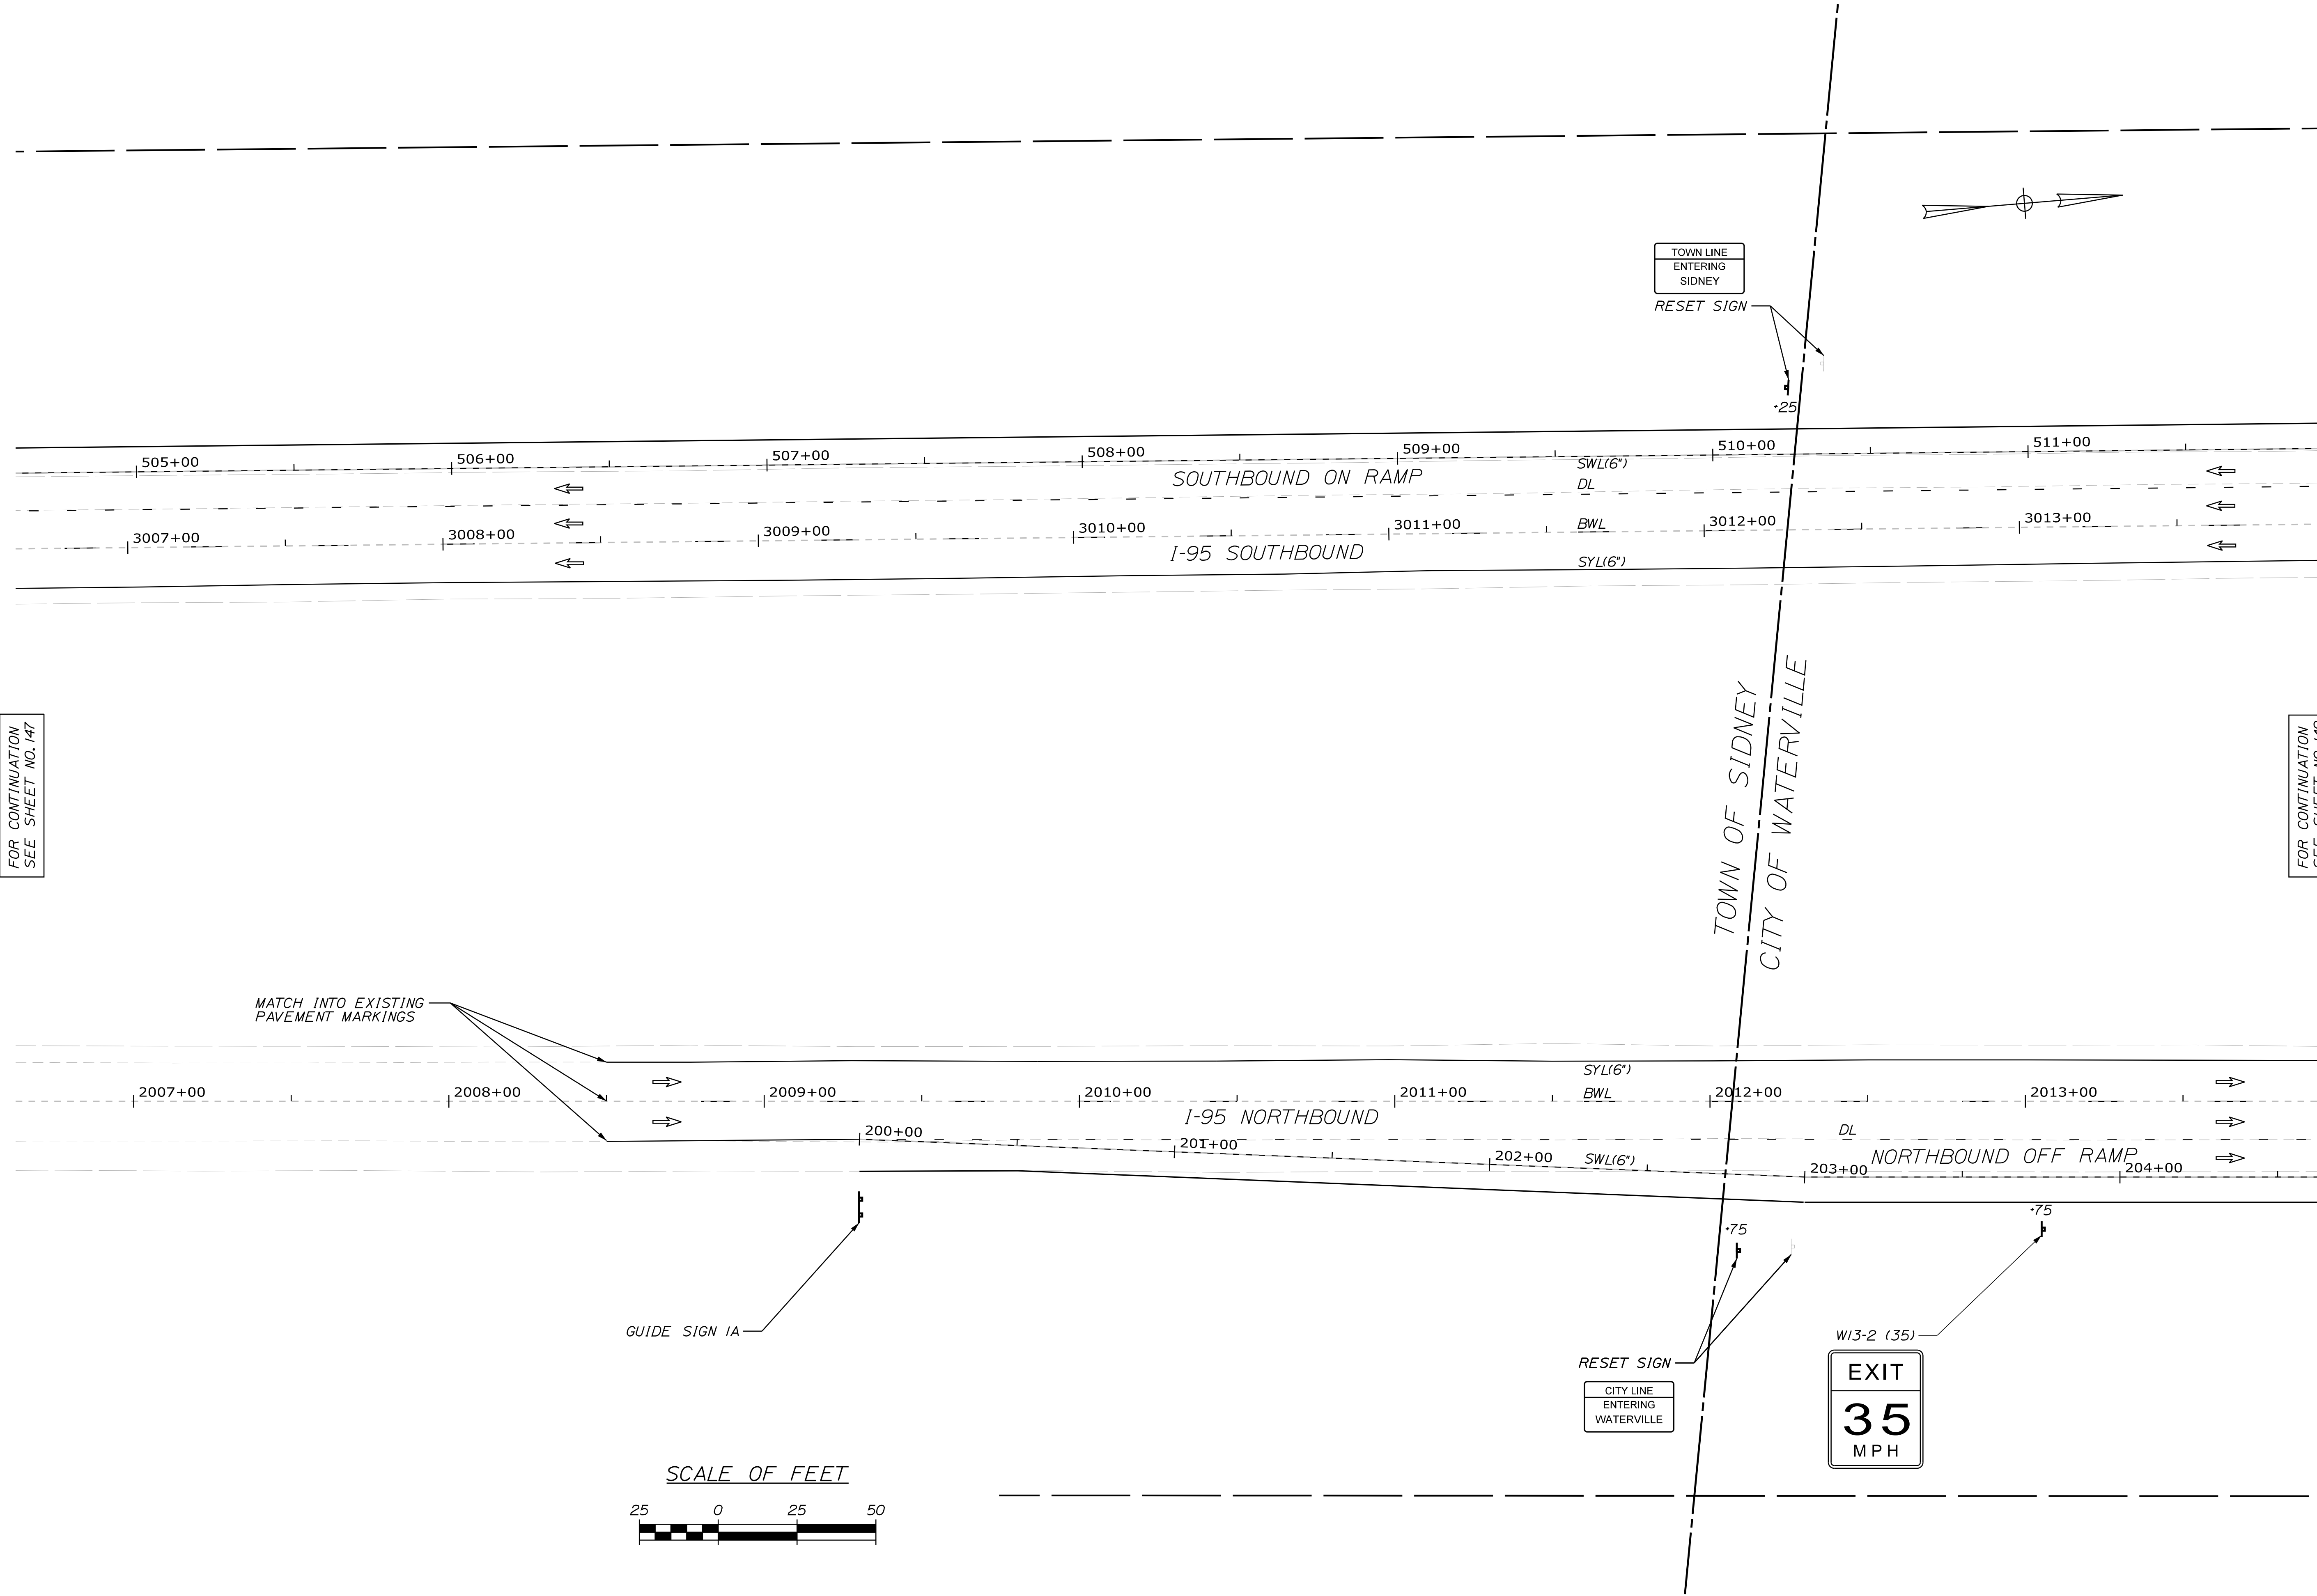 TOWN LINE
ENTERING
SIDNEY
RESET SIGN
+25
505+00
506+00
507+00
508+00
509+00
510+00
511+00
SOUTHBOUND ON RAMP
SWL(6")
DL
3007+00
3008+00
3009+00
3010+00
3011+00
BWL
3012+00
3013+00
I-95 SOUTHBOUND
SYL(6")
TOWN OF SIDNEY
CITY OF WATERVILLE
FOR CONTINUATION
SEE SHEET NO. 147
FOR CONTINUATION
SEE SHEET NO.
MATCH INTO EXISTING
PAVEMENT MARKINGS
SYL(6")
2007+00
2008+00
2009+00
2010+00
2011+00
BWL
2012+00
2013+00
I-95 NORTHBOUND
DL
200+00
201+00
202+00
SWL(6")
203+00
NORTHBOUND OFF RAMP
204+00
+75
+75
GUIDE SIGN 1A
RESET SIGN
CITY LINE
ENTERING
WATERVILLE
W13-2 (35)
EXIT
35
MPH
SCALE OF FEET
25 0 25 50